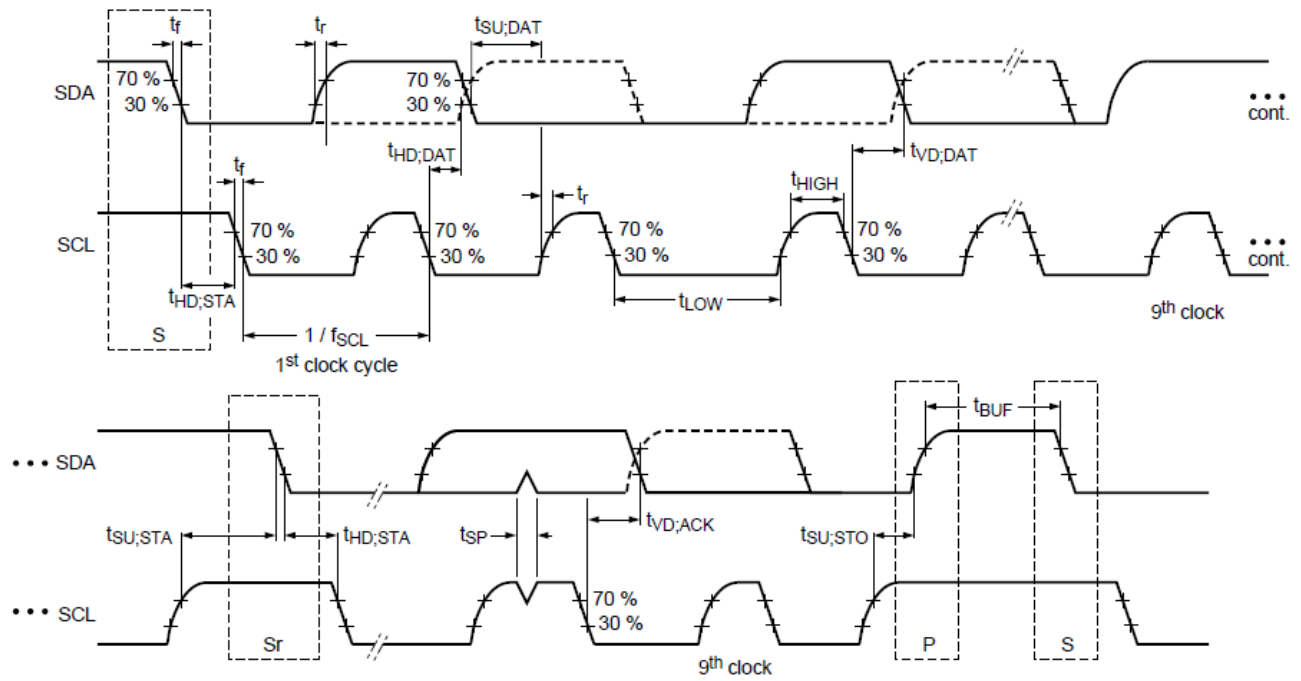 tf
tr
tSU;DAT
70 %
30 %
SDA
70 %
30 %
•••
cont.
tHD;DAT
tVD;DAT
tf
tr
tHIGH
SCL
70 %
30 %
70 %
30 %
70 %
30 %
•••
cont.
tHD;STA
tLOW
9th clock
S
1 / fSCL
1st clock cycle
tBUF
••• SDA
tSU;STA
tHD;STA
tSP
tVD;ACK
tSU;STO
••• SCL
70 %
30 %
Sr
9th clock
P
S